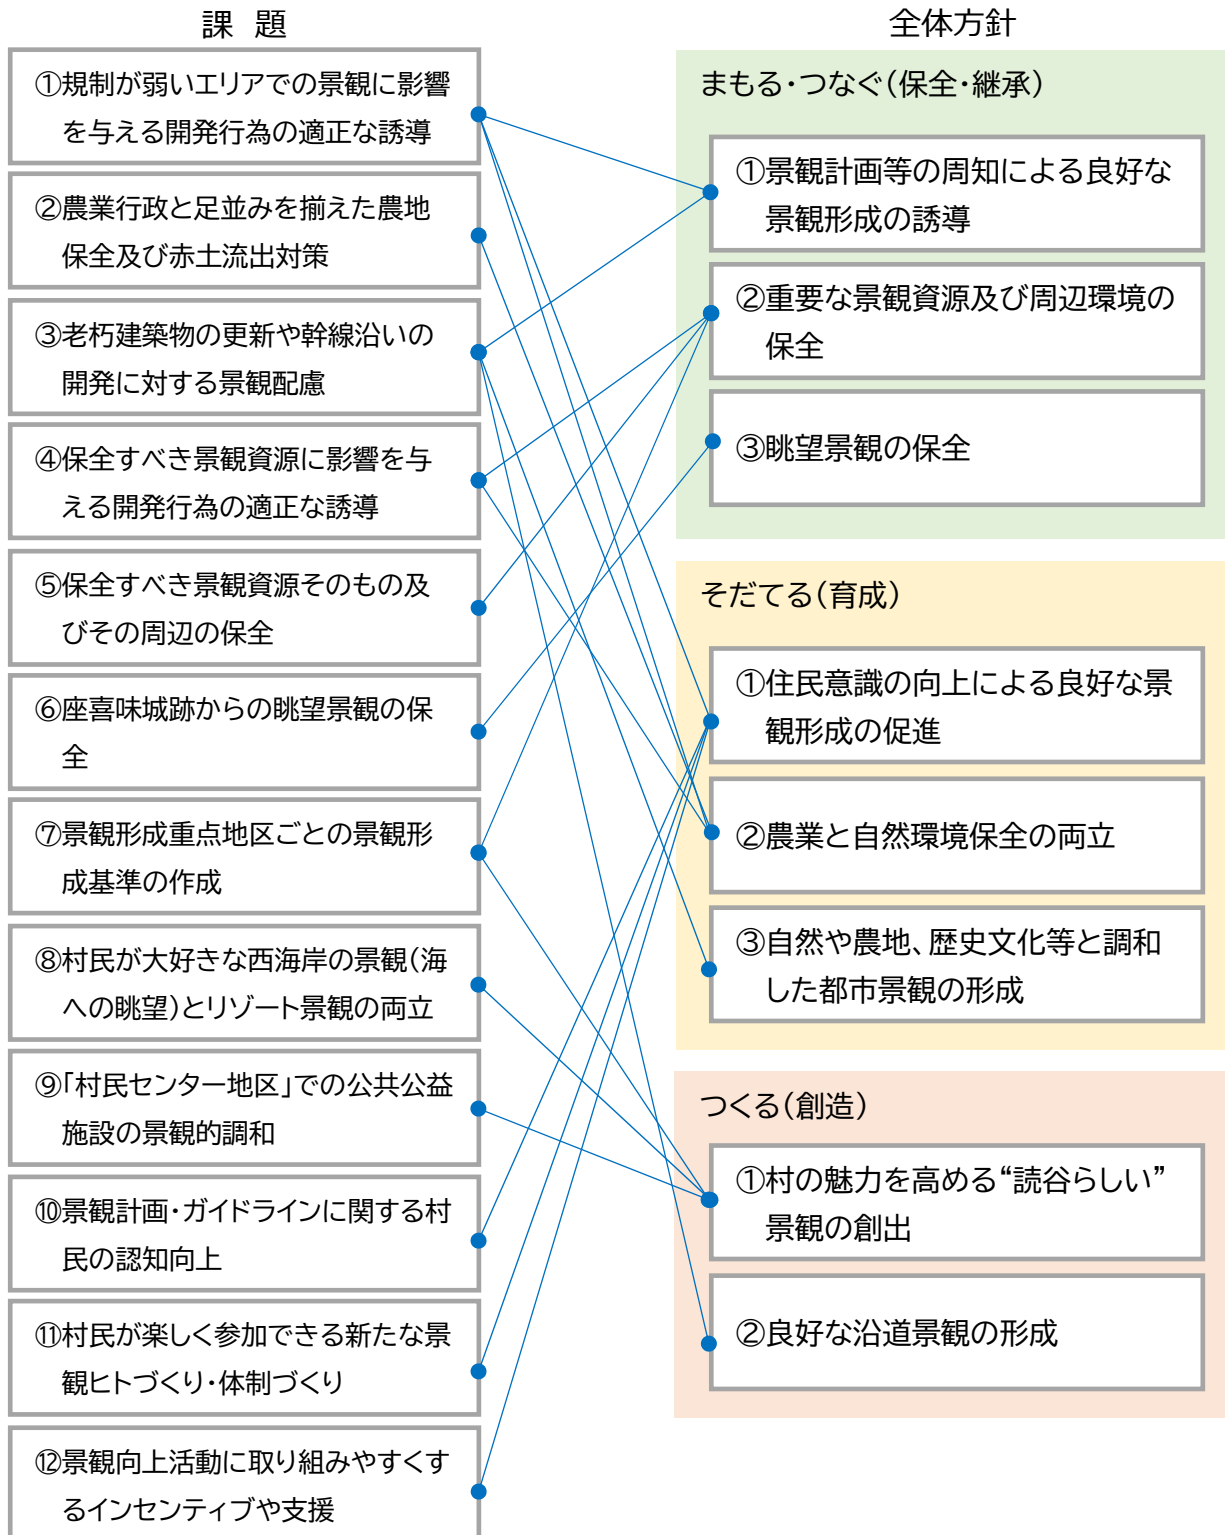 課 題
①規制が弱いエリアでの景観に影響
を与える開発行為の適正な誘導
②農業行政と足並みを揃えた農地
保全及び赤土流出対策
③老朽建築物の更新や幹線沿いの
開発に対する景観配慮
④保全すべき景観資源に影響を与
える開発行為の適正な誘導
⑤保全すべき景観資源そのもの及
びその周辺の保全
⑥座喜味城跡からの眺望景観の保
全
⑦景観形成重点地区ごとの景観形
成基準の作成
⑧村民が大好きな西海岸の景観(海
への眺望)とリゾート景観の両立
⑨「村民センター地区」での公共公益
施設の景観的調和
⑩景観計画・ガイドラインに関する村
民の認知向上
⑪村民が楽しく参加できる新たな景
観ヒトづくり・体制づくり
⑫景観向上活動に取り組みやすくす
るインセンティブや支援
全体方針
まもる・つなぐ(保全・継承)
①景観計画等の周知による良好な
景観形成の誘導
②重要な景観資源及び周辺環境の
保全
③眺望景観の保全
そだてる(育成)
①住民意識の向上による良好な景
観形成の促進
②農業と自然環境保全の両立
③自然や農地、歴史文化等と調和
した都市景観の形成
つくる(創造)
①村の魅力を高める“読谷らしい”
景観の創出
②良好な沿道景観の形成